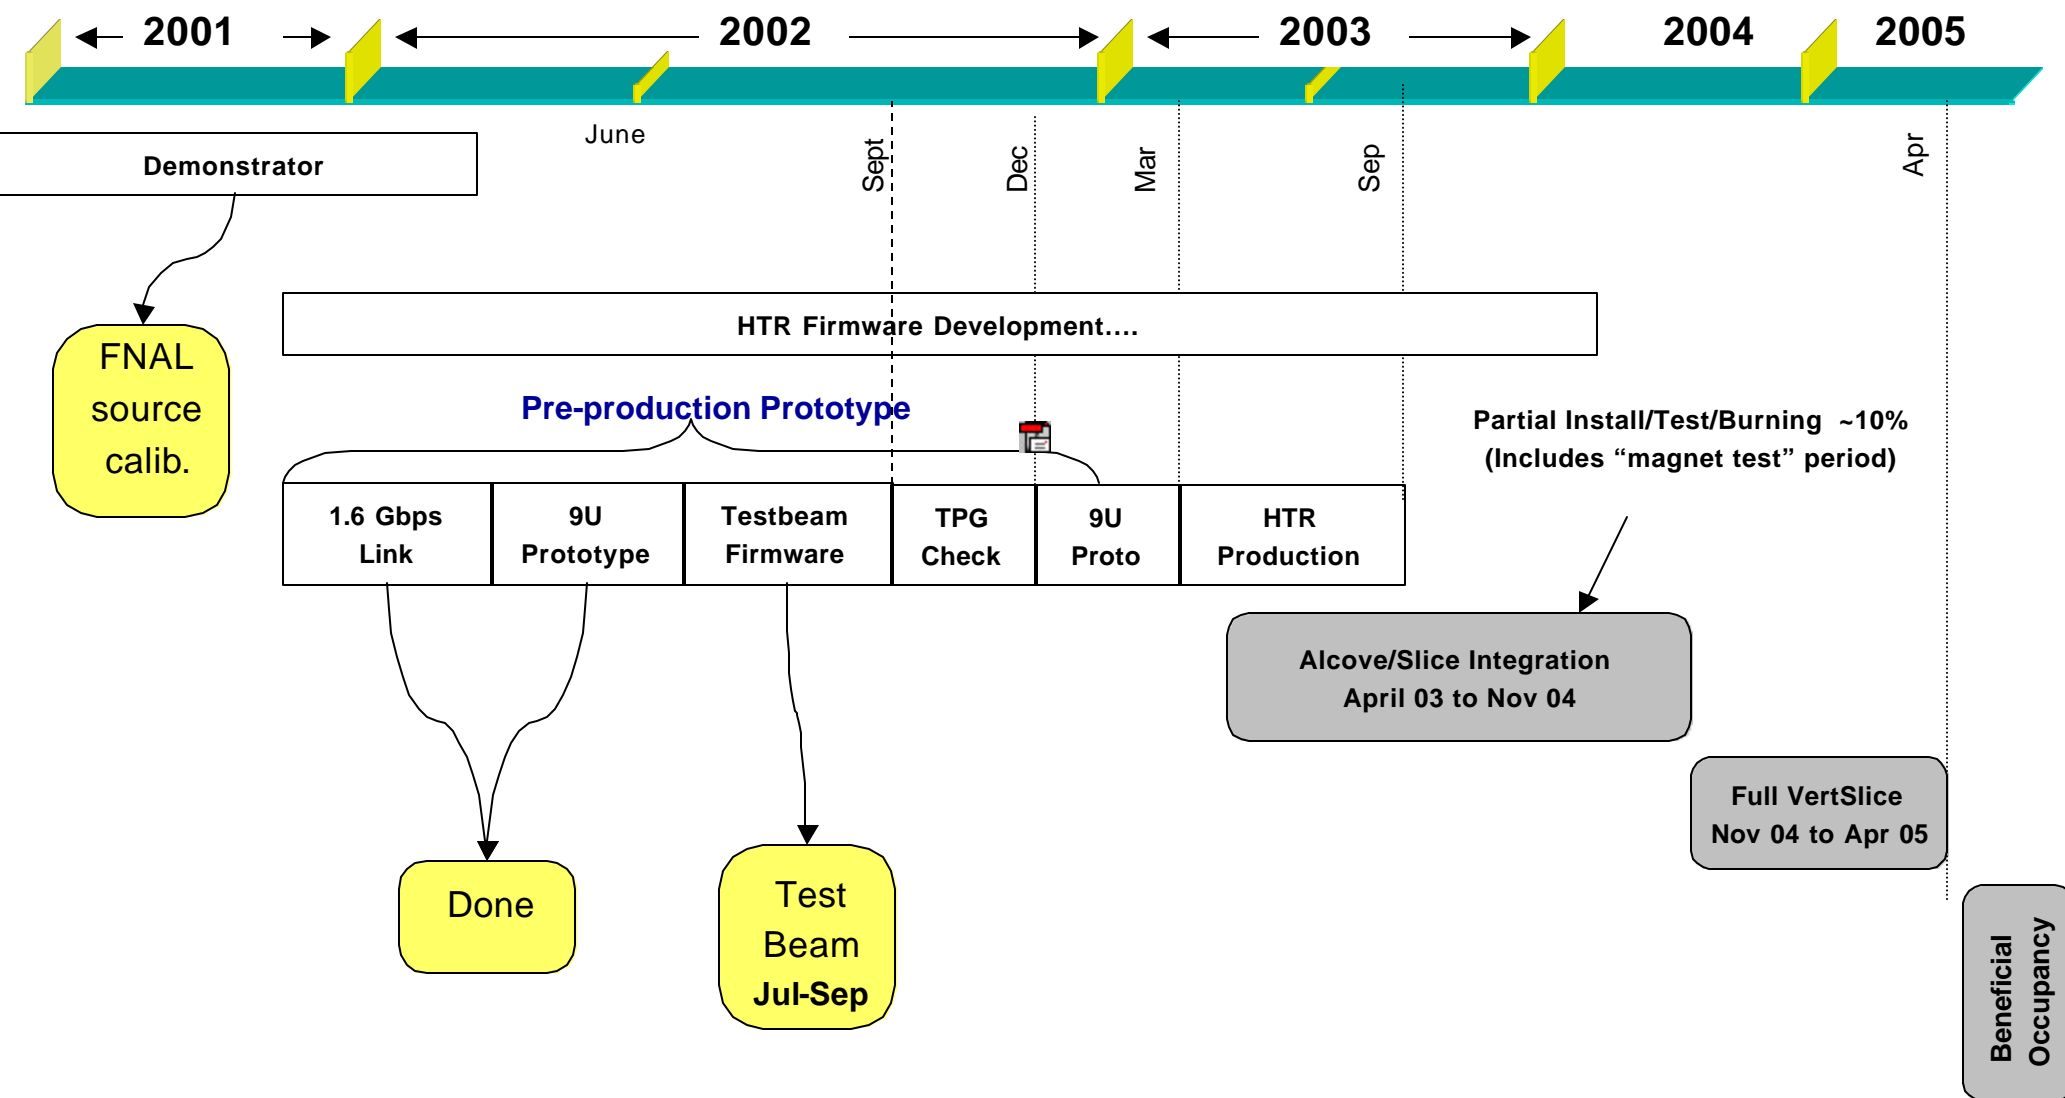 2001
2002
2003
2004
2005
June
Sept
Dec
Mar
Sep
Apr
Demonstrator
FNAL
source
calib.
HTR Firmware Development....
Pre-production Prototype
Partial Install/Test/Burning ~10%
(Includes “magnet test” period)
1.6 Gbps
Link
9U
Prototype
Testbeam
Firmware
TPG
Check
9U
Proto
HTR
Production
Alcove/Slice Integration
April 03 to Nov 04
Full VertSlice
Nov 04 to Apr 05
Done
Test
Beam
Jul-Sep
Beneficial
Occupancy